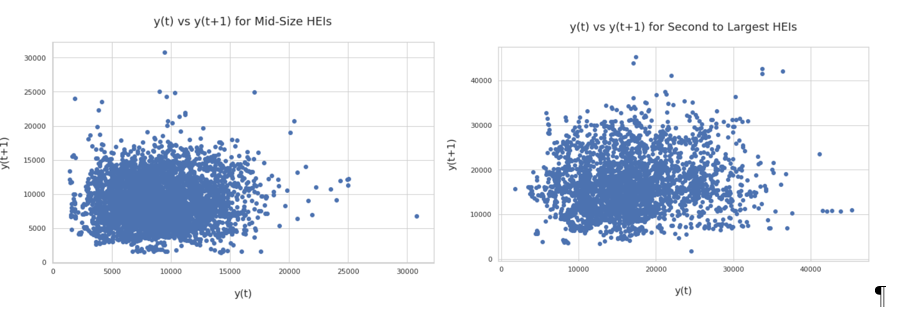 y(t) vs y(t+1) for Mid-Size HEIs
30000
25000
20000
15000
10000
5000
0
y(t+1)
0 5000 10000 15000 20000 25000 30000
y(t)
y(t) vs y(t+1) for Second to Largest HEIs
40000
30000
20000
10000
0
y(t+1)
0 10000 20000 30000 40000
y(t)
¶